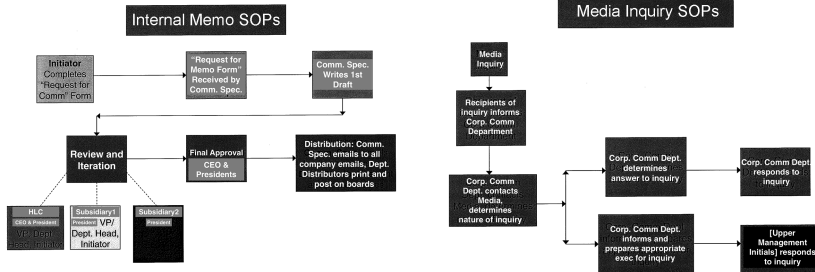 Internal Memo SOPs
Initiator
Completes
"Request for
Comm" Form
"Request for
Memo Form"
Received by
Comm. Spec.
Comm. Spec.
Writes 1st
Draft
Review and
Iteration
Final Approval
CEO &
Presidents
Distribution: Comm.
Spec. emails to all
company emails, Dept.
Distributors print and
post on boards
HLC
CEO & President
VP/ Dept.
Head, Initiator
Subsidiary1
President VP/
Dept. Head,
Initiator
Subsidiary2
President
Media Inquiry SOPs
Media
Inquiry
Recipients of
inquiry informs
Corp. Comm
Department
Corp. Comm
Dept. contacts
Media,
determines
nature of inquiry
Corp. Comm Dept.
determines
answer to inquiry
Corp. Comm Dept.
responds to
inquiry
Corp. Comm Dept.
informs and
prepares appropriate
exec for inquiry
[Upper
Management
Initials] responds
to inquiry